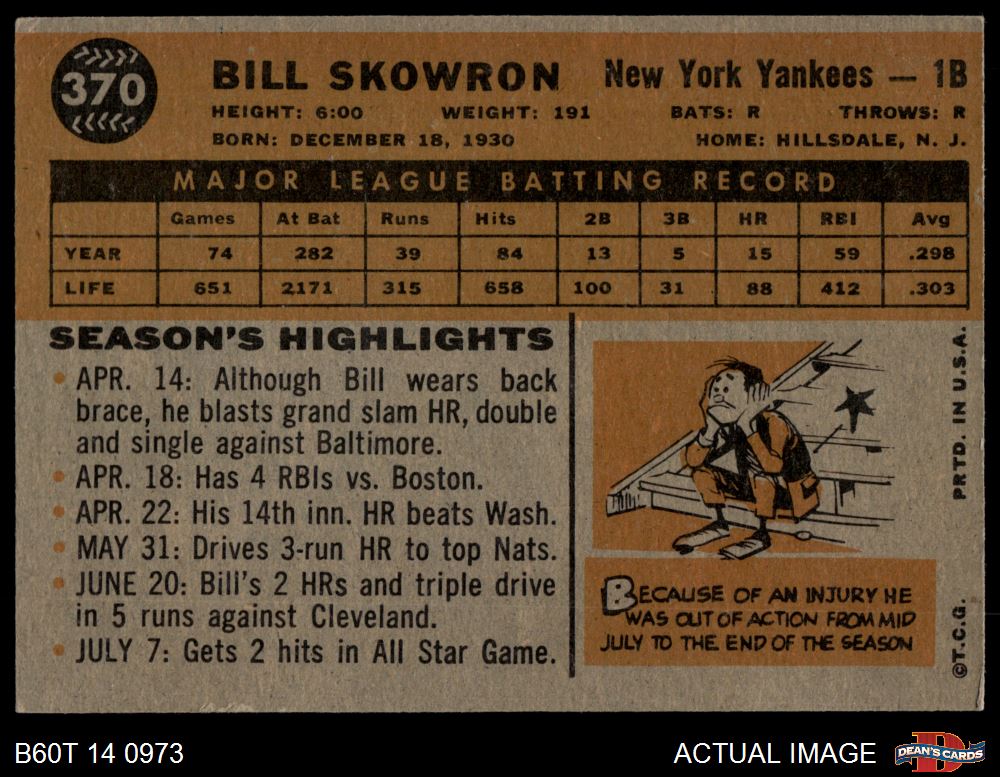 370
BILL SKOWRON New York Yankees — 1B
HEIGHT: 6:00 WEIGHT: 191 BATS: R THROWS: R
BORN: DECEMBER 18, 1930 HOME: HILLSDALE, N. J.
MAJOR LEAGUE BATTING RECORD
Games At Bat Runs Hits 2B 3B HR RBI Avg
YEAR 74 282 39 84 13 5 15 59 .298
LIFE 651 2171 315 658 100 31 88 412 .303
SEASON'S HIGHLIGHTS
• APR. 14: Although Bill wears back
brace, he blasts grand slam HR, double
and single against Baltimore.
• APR. 18: Has 4 RBIs vs. Boston.
• APR. 22: His 14th inn. HR beats Wash.
• MAY 31: Drives 3-run HR to top Nats.
• JUNE 20: Bill's 2 HRs and triple drive
in 5 runs against Cleveland.
• JULY 7: Gets 2 hits in All Star Game.
BECAUSE OF AN INJURY HE
WAS OUT OF ACTION FROM MID
JULY TO THE END OF THE SEASON
©T.C.G. PRTD. IN U.S.A.
B60T 14 0973 ACTUAL IMAGE
D
DEAN'S CARDS